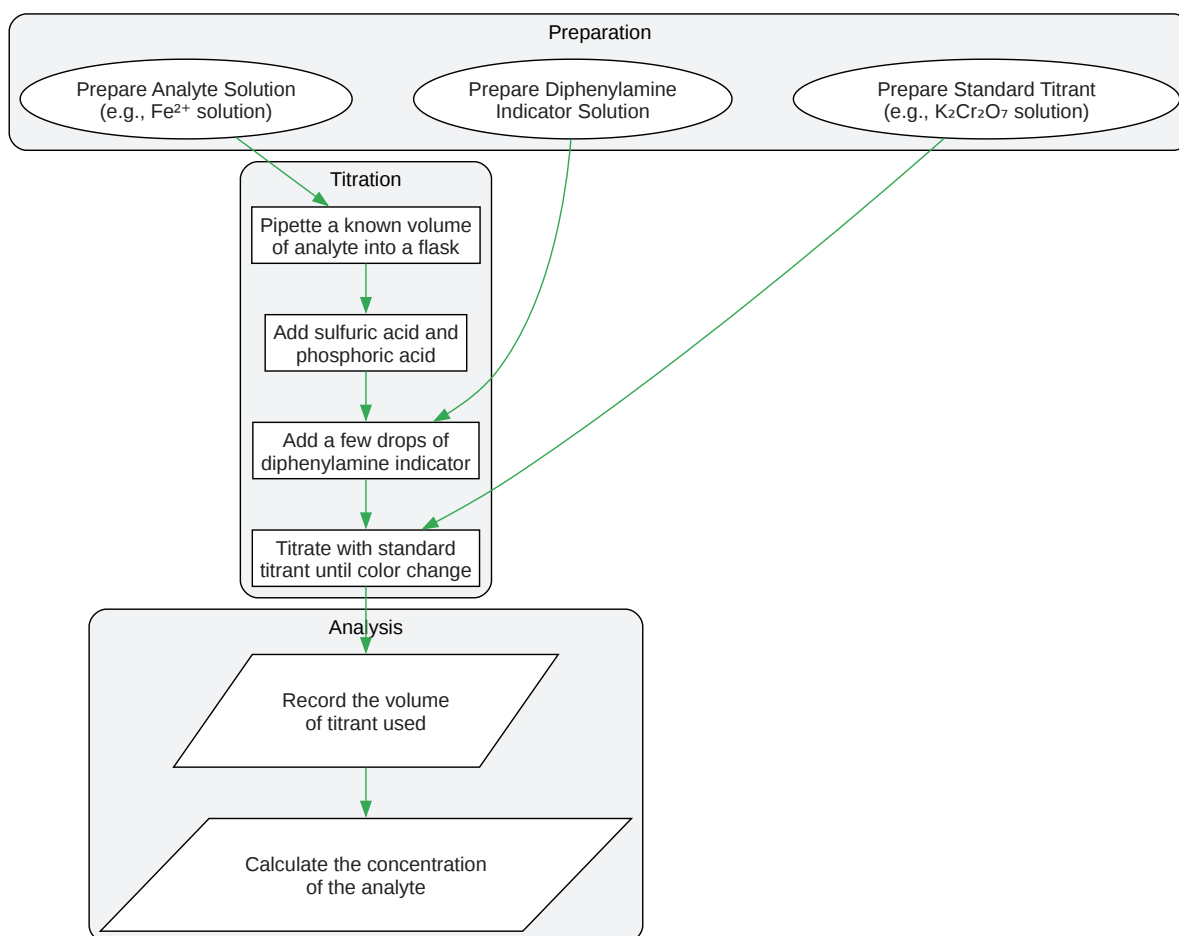 Preparation
Prepare Analyte Solution
(e.g., Fe²⁺ solution)
Prepare Diphenylamine
Indicator Solution
Prepare Standard Titrant
(e.g., K₂Cr₂O₇ solution)
Titration
Pipette a known volume
of analyte into a flask
Add sulfuric acid and
phosphoric acid
Add a few drops of
diphenylamine indicator
Titrate with standard
titrant until color change
Analysis
Record the volume
of titrant used
Calculate the concentration
of the analyte